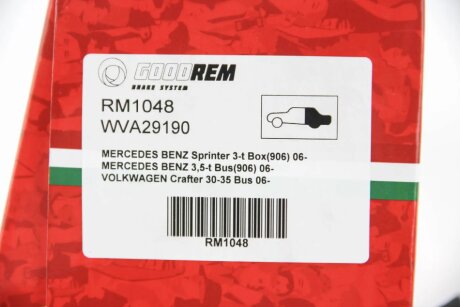 GOODREM
BRAKE SYSTEM
RM1048
WVA29190
MERCEDES BENZ Sprinter 3-t Box(906) 06-
MERCEDES BENZ 3,5-t Bus(906) 06-
VOLKWAGEN Crafter 30-35 Bus 06-
RM1048